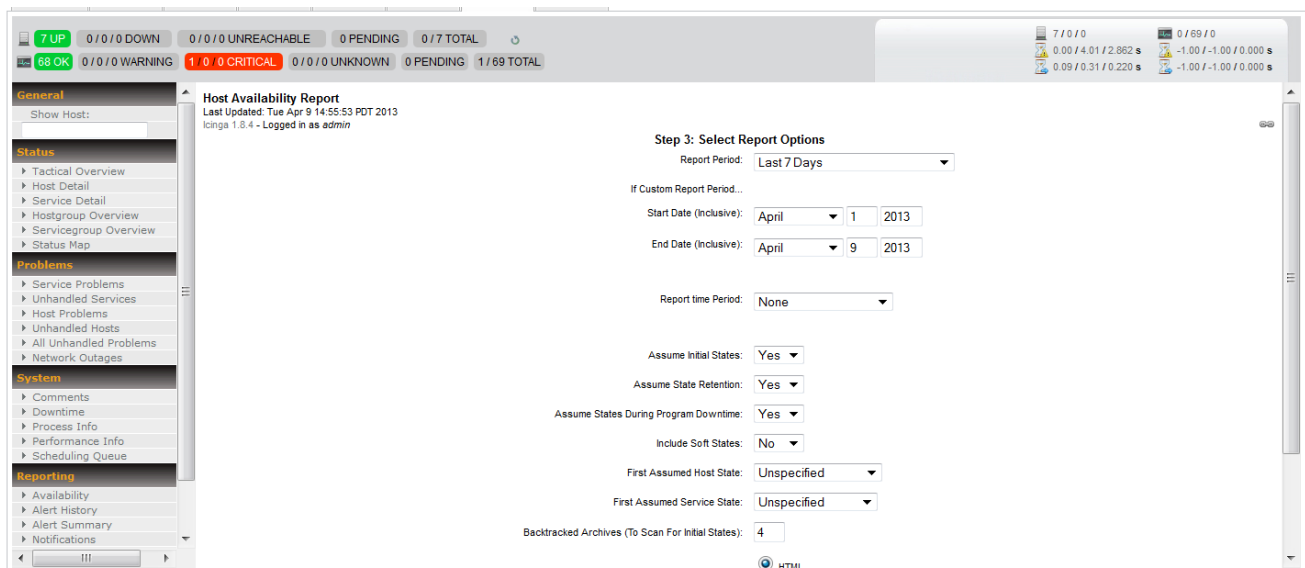 7 UP 0 / 0 / 0 DOWN 0 / 0 / 0 UNREACHABLE 0 PENDING 0 / 7 TOTAL
68 OK 0 / 0 / 0 WARNING 1 / 0 / 0 CRITICAL 0 / 0 / 0 UNKNOWN 0 PENDING 1 / 69 TOTAL
7 / 0 / 0 0 / 69 / 0
0.00 / 4.01 / 2.862 s -1.00 / -1.00 / 0.000 s
0.09 / 0.31 / 0.220 s -1.00 / -1.00 / 0.000 s
General
Show Host:
Status
Tactical Overview
Host Detail
Service Detail
Hostgroup Overview
Servicegroup Overview
Status Map
Problems
Service Problems
Unhandled Services
Host Problems
Unhandled Hosts
All Unhandled Problems
Network Outages
System
Comments
Downtime
Process Info
Performance Info
Scheduling Queue
Reporting
Availability
Alert History
Alert Summary
Notifications
Host Availability Report
Last Updated: Tue Apr 9 14:55:53 PDT 2013
Icinga 1.8.4 - Logged in as admin
Step 3: Select Report Options
Report Period: Last 7 Days
If Custom Report Period...
Start Date (Inclusive): April 1 2013
End Date (Inclusive): April 9 2013
Report time Period: None
Assume Initial States: Yes
Assume State Retention: Yes
Assume States During Program Downtime: Yes
Include Soft States: No
First Assumed Host State: Unspecified
First Assumed Service State: Unspecified
Backtracked Archives (To Scan For Initial States): 4
HTML